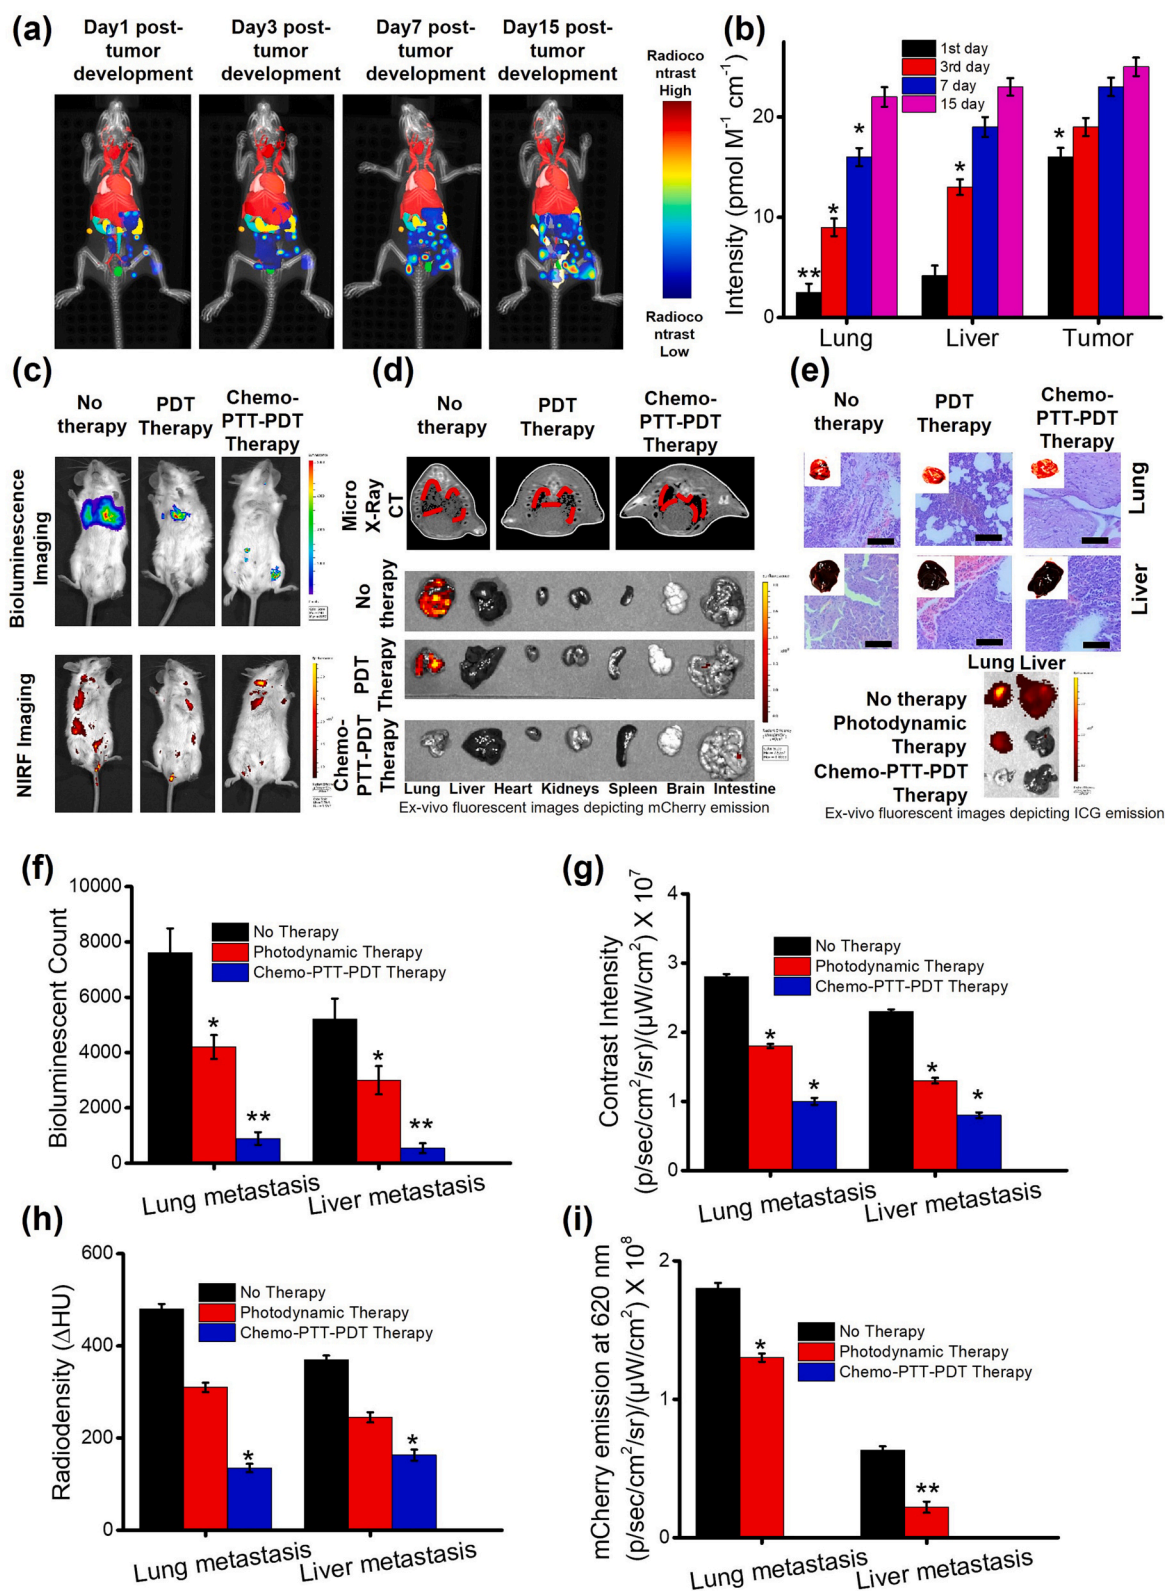 (a)
Day1 post-
tumor
development
Day3 post-
tumor
development
Day7 post-
tumor
development
Day15 post-
tumor
development
Radioco
ntrast
High
Radioco
ntrast
Low
(b)
Intensity (pmol M⁻¹ cm⁻¹)
20
10
0
1st day
3rd day
7 day
15 day
**
*
*
*
*
Lung
Liver
Tumor
(c)
No
therapy
PDT
Therapy
Chemo-
PTT-PDT
Therapy
Bioluminescence
Imaging
NIRF Imaging
(d)
No
therapy
PDT
Therapy
Chemo-
PTT-PDT
Therapy
Micro
X-Ray
CT
No
therapy
PDT
Therapy
Chemo-
PTT-PDT
Therapy
Lung Liver Heart Kidneys Spleen Brain Intestine
Ex-vivo fluorescent images depicting mCherry emission
(e)
No
therapy
PDT
Therapy
Chemo-
PTT-PDT
Therapy
Lung
Liver
Lung Liver
No therapy
Photodynamic
Therapy
Chemo-PTT-PDT
Therapy
Ex-vivo fluorescent images depicting ICG emission
(f)
Bioluminescent Count
10000
8000
6000
4000
2000
0
No Therapy
Photodynamic Therapy
Chemo-PTT-PDT Therapy
*
**
*
**
Lung metastasis
Liver metastasis
(g)
Contrast Intensity
(p/sec/cm²/sr)/(µW/cm²) X 10⁷
4
3
2
1
0
No Therapy
Photodynamic Therapy
Chemo-PTT-PDT Therapy
*
*
*
*
Lung metastasis
Liver metastasis
(h)
Radiodensity (ΔHU)
600
400
200
0
No Therapy
Photodynamic Therapy
Chemo-PTT-PDT Therapy
*
*
Lung metastasis
Liver metastasis
(i)
mCherry emission at 620 nm
(p/sec/cm²/sr)/(µW/cm²) X 10⁸
2
1
0
No Therapy
Photodynamic Therapy
Chemo-PTT-PDT Therapy
*
**
Lung metastasis
Liver metastasis